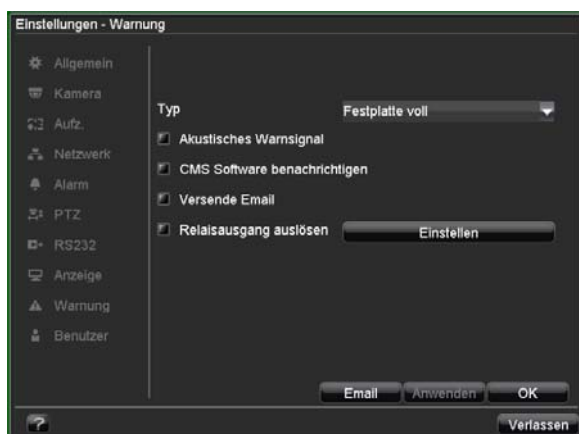 Einstellungen - Warnung
Allgemein
Kamera
Aufz.
Netzwerk
Alarm
PTZ
RS232
Anzeige
Warnung
Benutzer
Typ Festplatte voll
Akustisches Warnsignal
CMS Software benachrichtigen
Versende Email
Relaisausgang auslösen Einstellen
Email Anwenden OK
? Verlassen